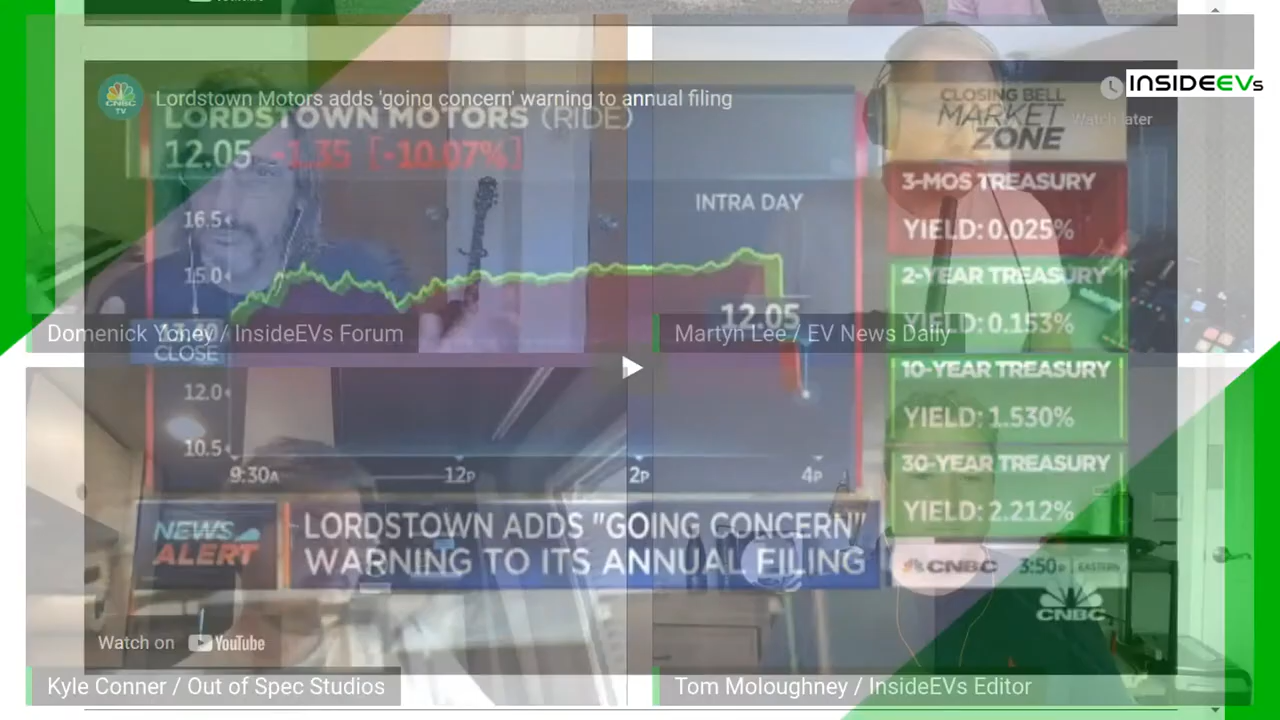 INSIDEEVs
CNBC TV
Lordstown Motors adds 'going concern' warning to annual filing
Watch later
LORDSTOWN MOTORS (RIDE)
12.05 -1.35 [-10.07%]
CLOSING BELL
MARKET
ZONE
INTRA DAY
16.5
15.0
12.05
CLOSE
12.0
10.5
9:30A 12P 2P 4P
3-MOS TREASURY
YIELD: 0.025%
2-YEAR TREASURY
YIELD: 0.153%
10-YEAR TREASURY
YIELD: 1.530%
30-YEAR TREASURY
YIELD: 2.212%
Domenick Yoney / InsideEVs Forum
Martyn Lee / EV News Daily
NEWS
ALERT
LORDSTOWN ADDS "GOING CONCERN"
WARNING TO ITS ANNUAL FILING
CNBC 3:50P EASTERN
CNBC
Watch on YouTube
Kyle Conner / Out of Spec Studios
Tom Moloughney / InsideEVs Editor